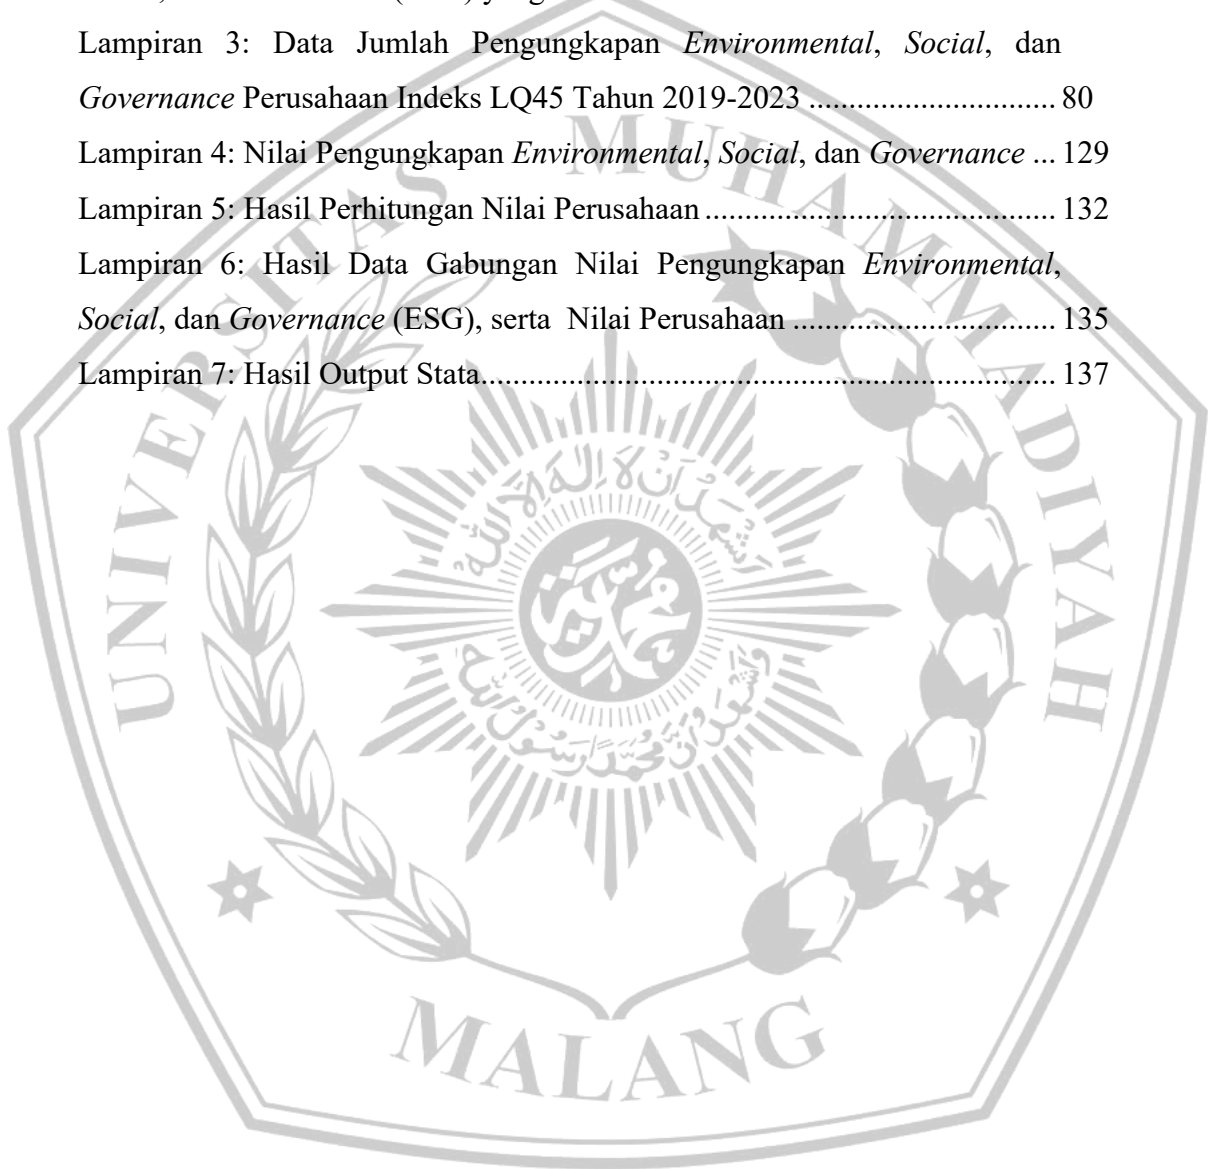 Lampiran 3: Data Jumlah Pengungkapan Environmental, Social, dan
Governance Perusahaan Indeks LQ45 Tahun 2019-2023 ............................... 80
Lampiran 4: Nilai Pengungkapan Environmental, Social, dan Governance ... 129
Lampiran 5: Hasil Perhitungan Nilai Perusahaan ............................................ 132
Lampiran 6: Hasil Data Gabungan Nilai Pengungkapan Environmental,
Social, dan Governance (ESG), serta Nilai Perusahaan ................................. 135
Lampiran 7: Hasil Output Stata........................................................................ 137
UNIVERSITAS MUHAMMADIYAH
MALANG